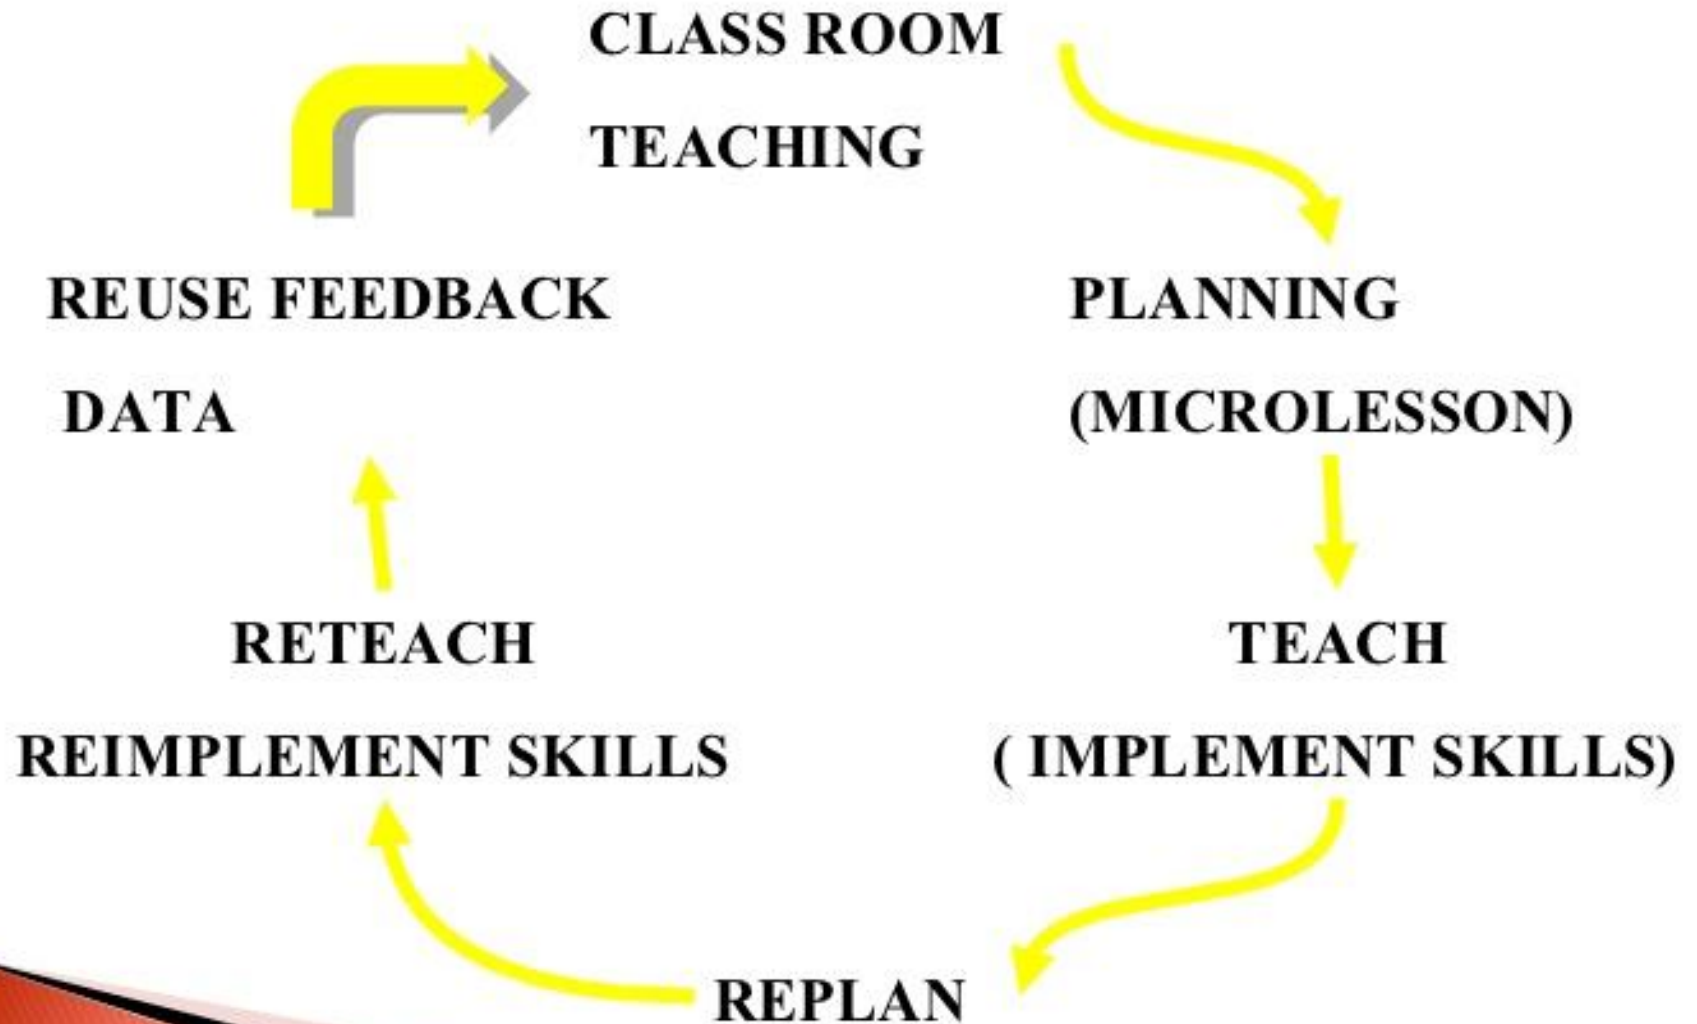 CLASS ROOM
TEACHING
PLANNING
(MICROLESSON)
TEACH
( IMPLEMENT SKILLS)
REPLAN
RETEACH
REIMPLEMENT SKILLS
REUSE FEEDBACK
DATA